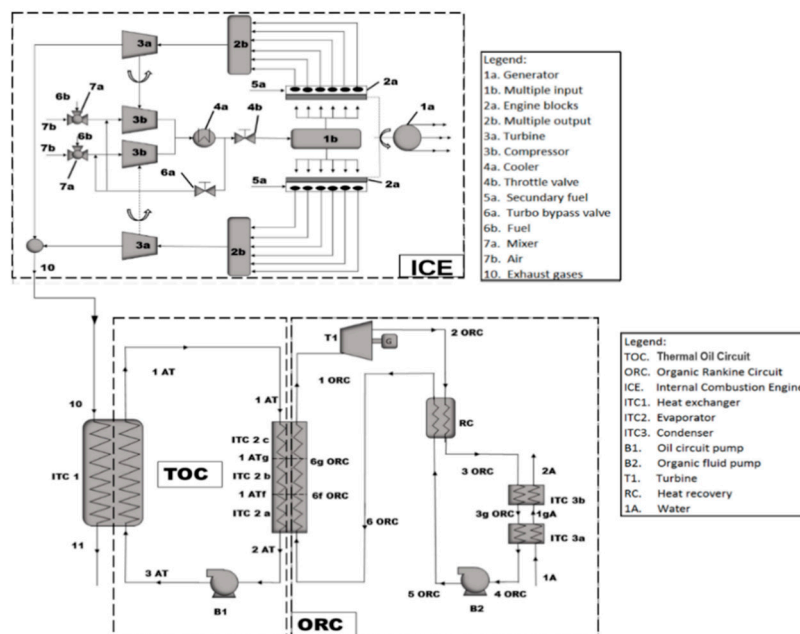 3a
2b
2a
5a
1a
6b
7a
4a
4b
3b
7b
6b
1b
7b
3b
7a
6a
5a
2a
3a
2b
10
ICE
Legend:
1a. Generator
1b. Multiple input
2a. Engine blocks
2b. Multiple output
3a. Turbine
3b. Compressor
4a. Cooler
4b. Throttle valve
5a. Secundary fuel
6a. Turbo bypass valve
6b. Fuel
7a. Mixer
7b. Air
10. Exhaust gases
T1
G
2 ORC
1 AT
1 ORC
10
1 AT
RC
ITC 2 c
1 ATg
6g ORC
ITC 1
TOC
ITC 2 b
3 ORC
2A
1 ATf
6f ORC
ITC 3b
ITC 2 a
3g ORC
1gA
6 ORC
ITC 3a
11
2 AT
3 AT
5 ORC
4 ORC
1A
B1
B2
ORC
Legend:
TOC. Thermal Oil Circuit
ORC. Organic Rankine Circuit
ICE. Internal Combustion Engine
ITC1. Heat exchanger
ITC2. Evaporator
ITC3. Condenser
B1. Oil circuit pump
B2. Organic fluid pump
T1. Turbine
RC. Heat recovery
1A. Water